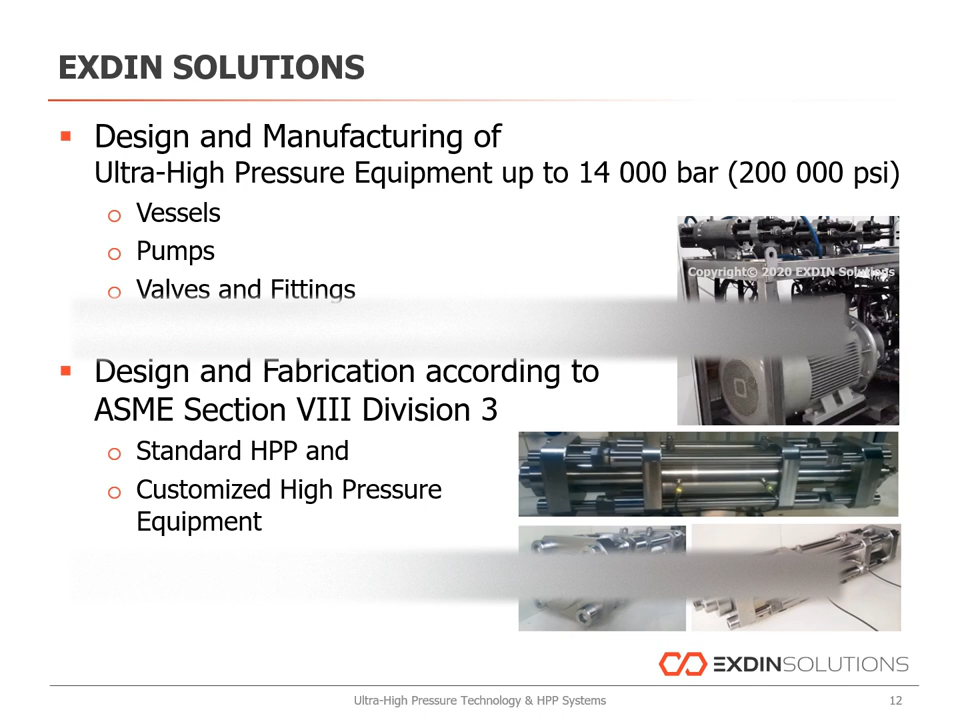 EXDIN SOLUTIONS
Design and Manufacturing of
Ultra-High Pressure Equipment up to 14 000 bar (200 000 psi)
Vessels
Pumps
Valves and Fittings
Copyright© 2020 EXDIN Solutions
Design and Fabrication according to
ASME Section VIII Division 3
Standard HPP and
Customized High Pressure
Equipment
EXDINSOLUTIONS
Ultra-High Pressure Technology & HPP Systems
12